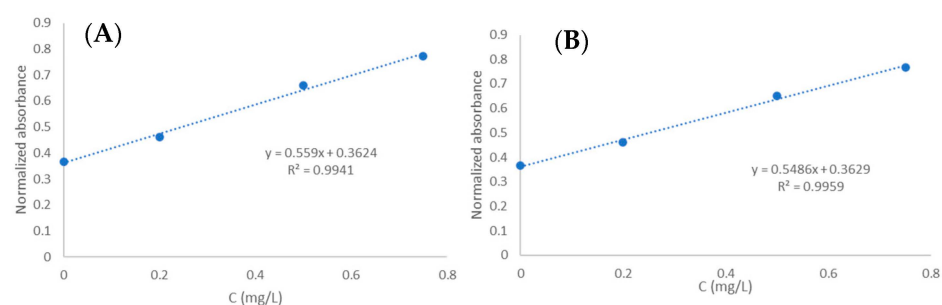 (A)
Normalized absorbance
0.9
0.8
0.7
0.6
0.5
0.4
0.3
0.2
0.1
0
y = 0.559x + 0.3624
R² = 0.9941
0 0.2 0.4 0.6 0.8
C (mg/L)
(B)
Normalized absorbance
0.9
0.8
0.7
0.6
0.5
0.4
0.3
0.2
0.1
0
y = 0.5486x + 0.3629
R² = 0.9959
0 0.2 0.4 0.6 0.8
C (mg/L)